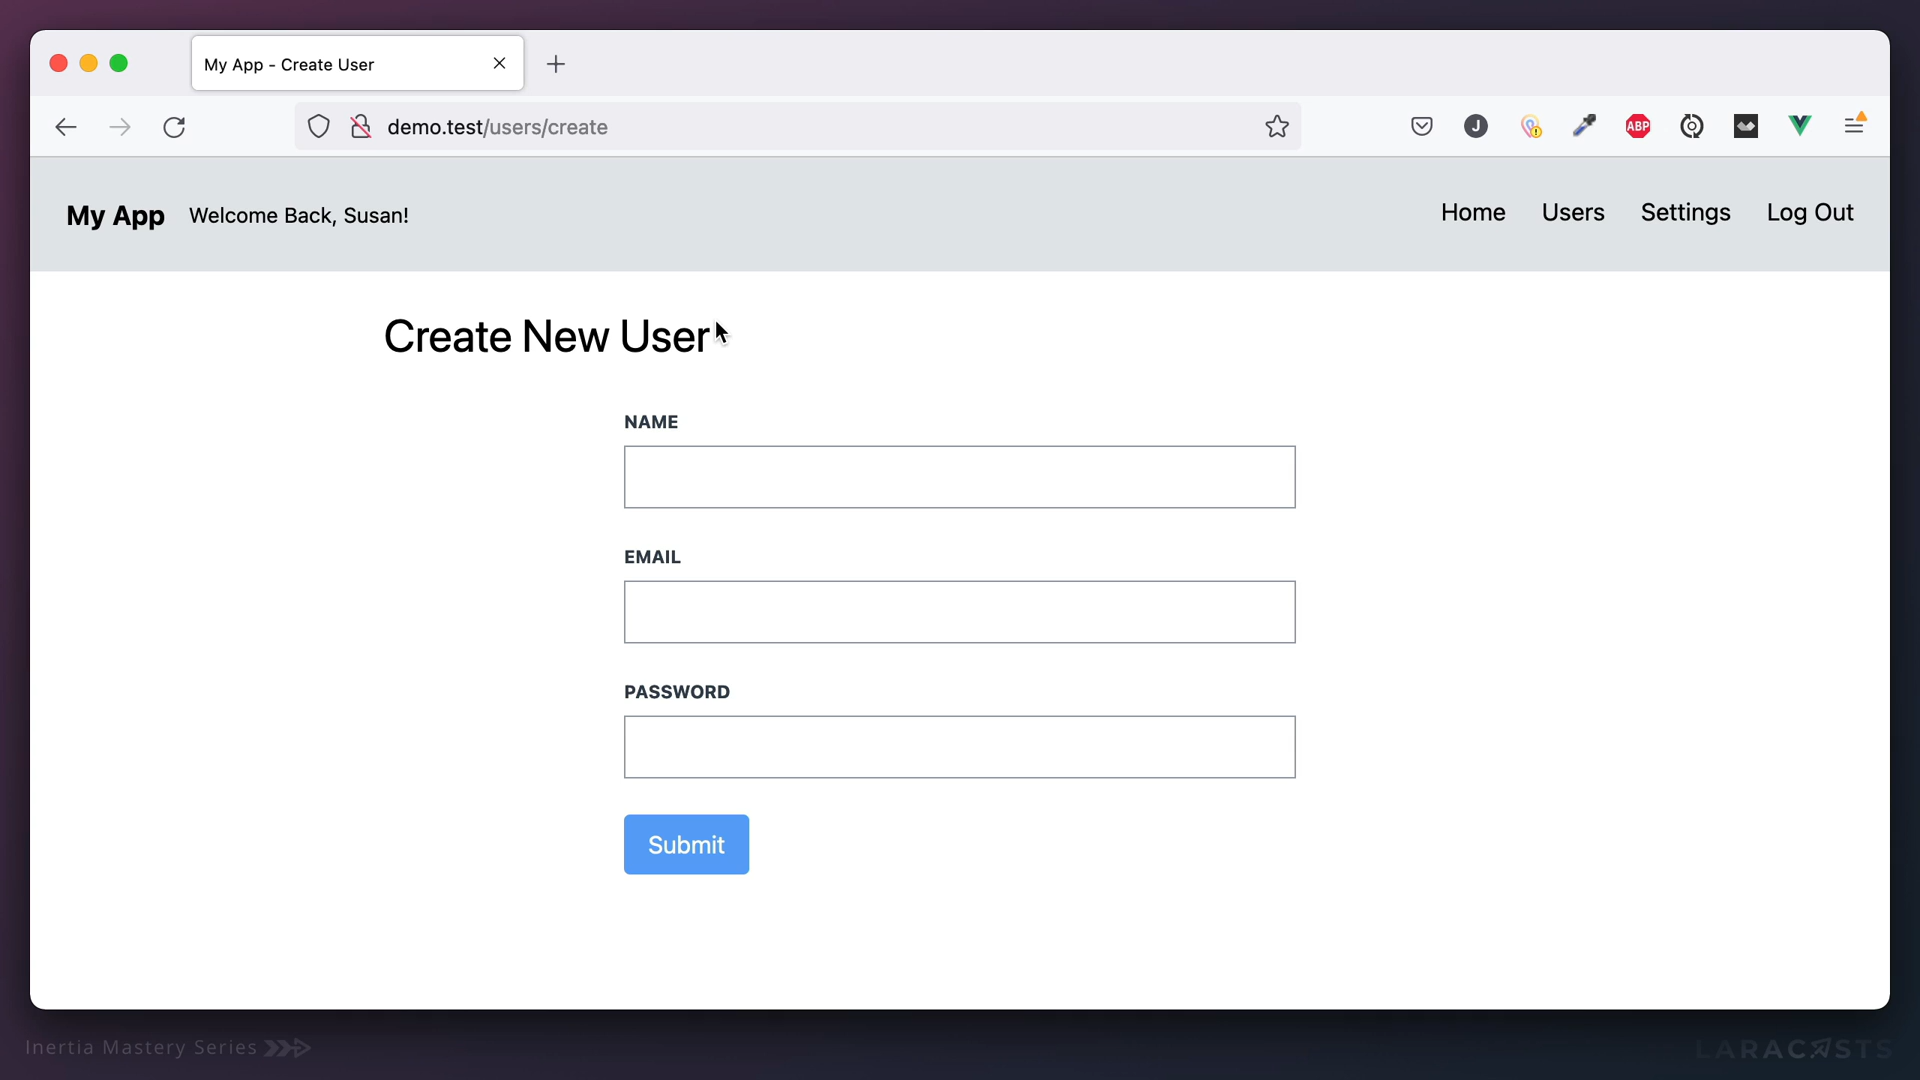 My App - Create User
demo.test/users/create
J
ABP
My App Welcome Back, Susan!
Home Users Settings Log Out
Create New User
NAME
EMAIL
PASSWORD
Submit
Inertia Mastery Series
LARACASTS